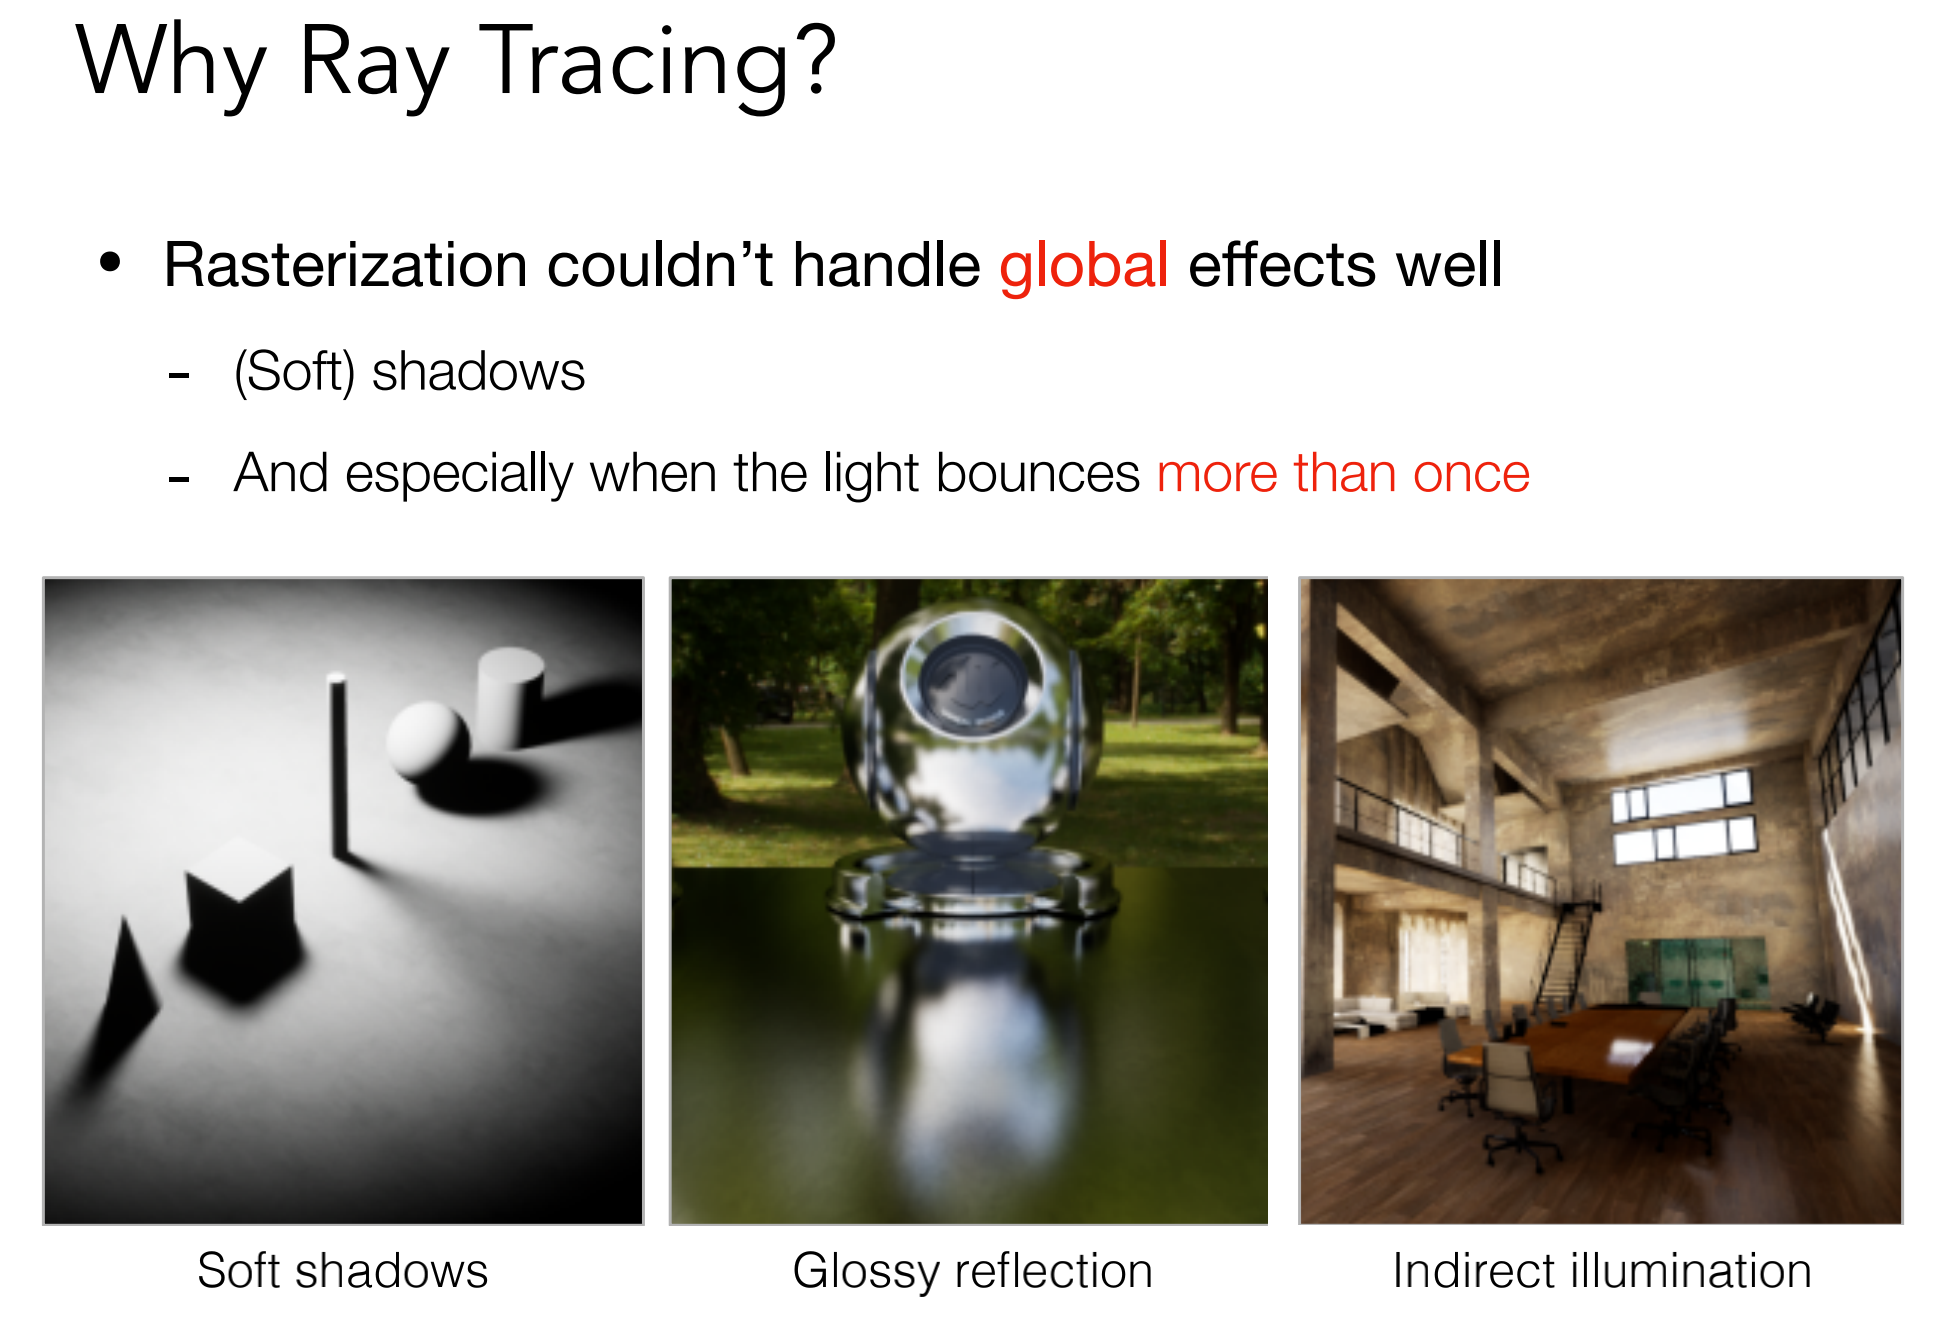 Why Ray Tracing?
• Rasterization couldn’t handle global effects well
- (Soft) shadows
- And especially when the light bounces more than once
Soft shadows
Glossy reflection
Indirect illumination